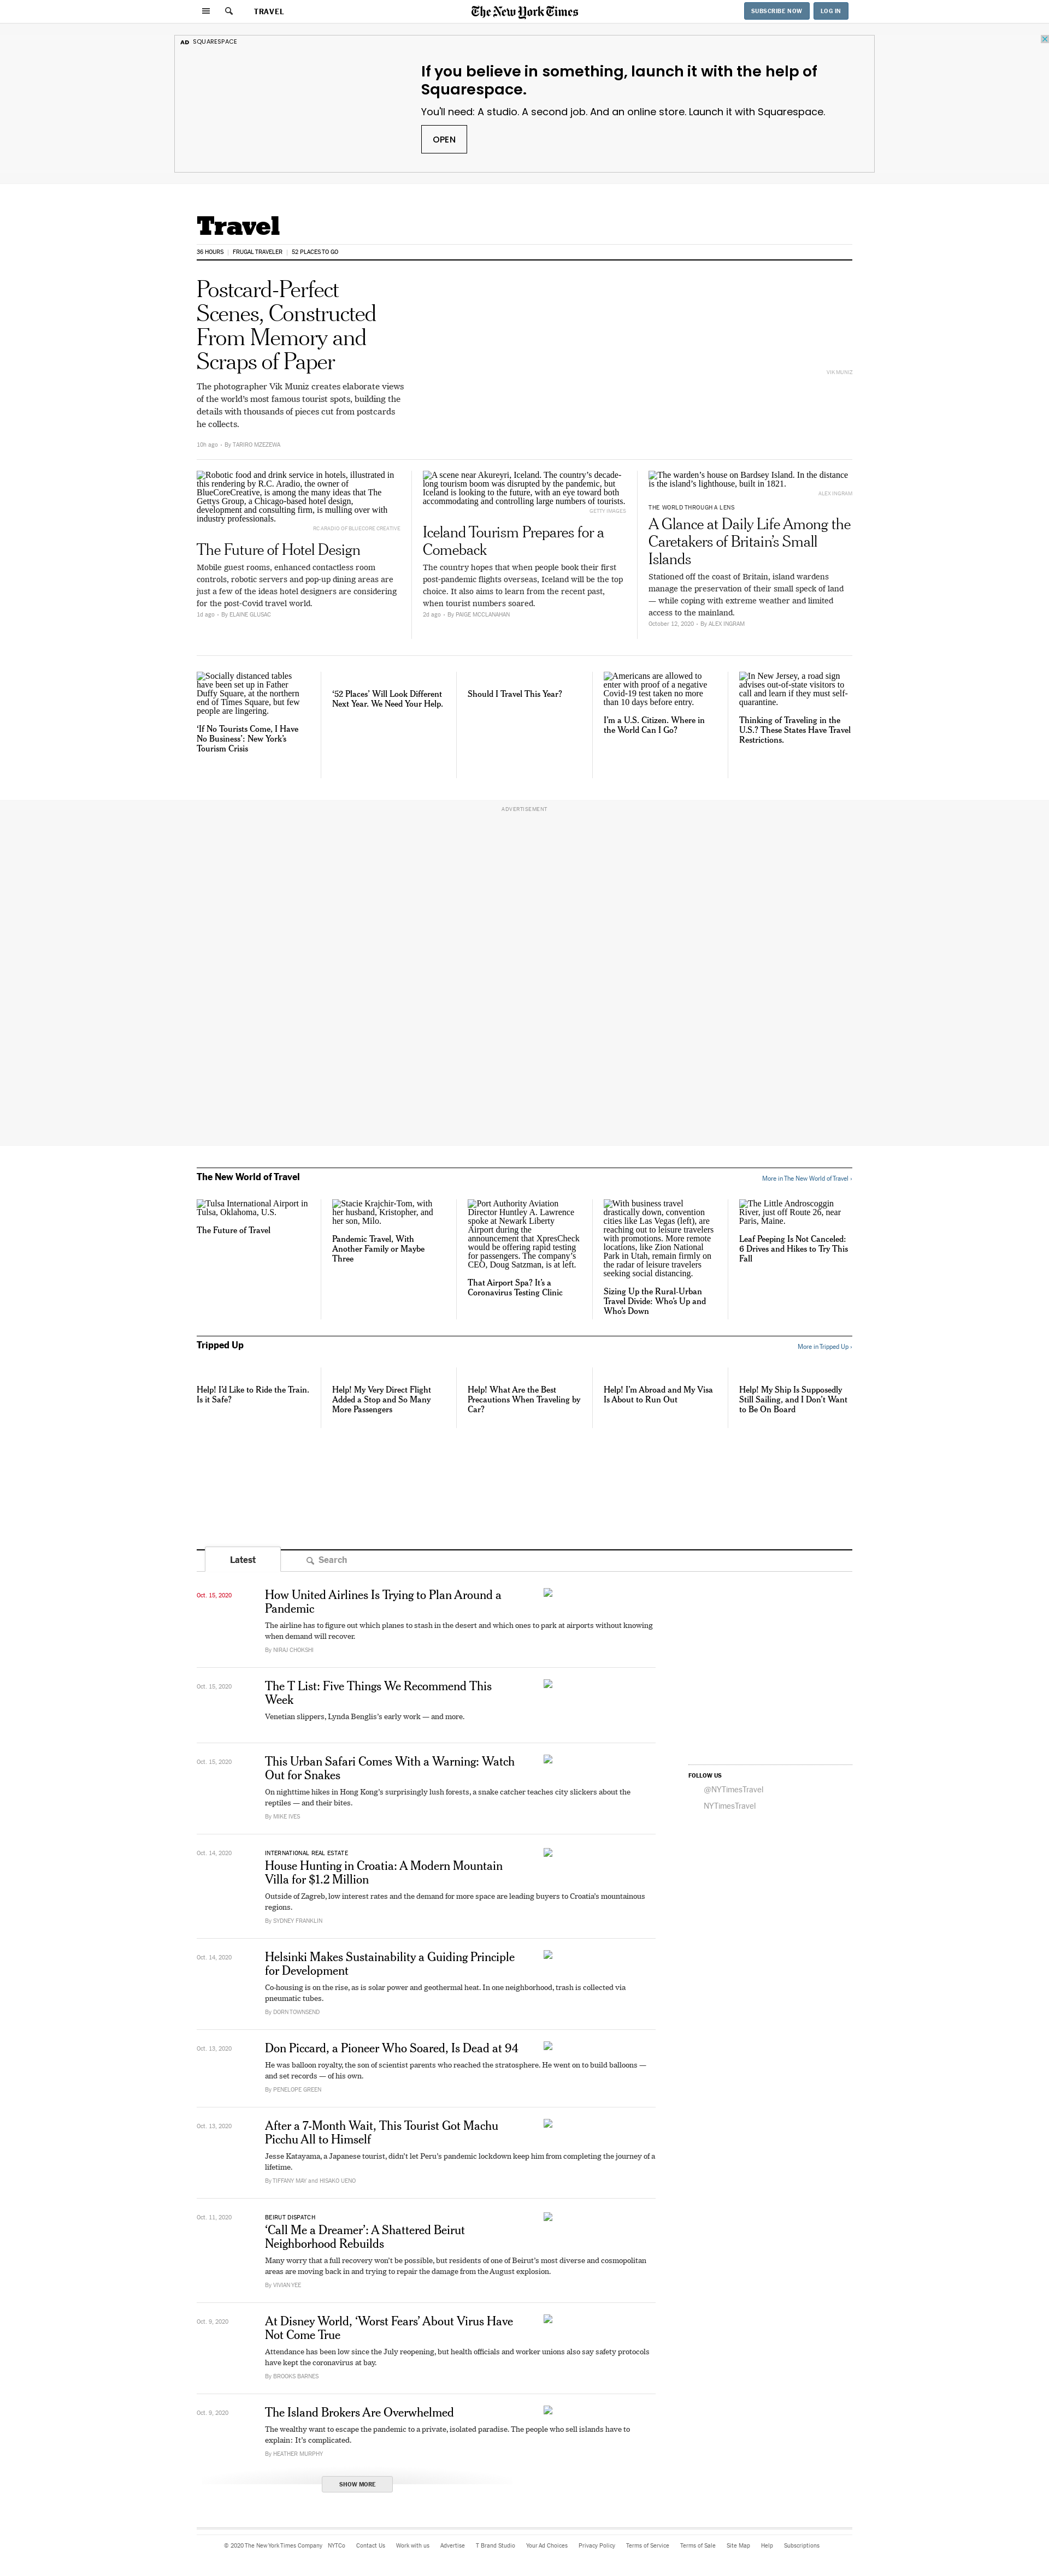 TRAVEL
The New York Times
SUBSCRIBE NOW
LOG IN
AD SQUARESPACE
If you believe in something, launch it with the help of
Squarespace.
You'll need: A studio. A second job. And an online store. Launch it with Squarespace.
OPEN
Travel
36 HOURS
FRUGAL TRAVELER
52 PLACES TO GO
Postcard-Perfect
Scenes, Constructed
From Memory and
Scraps of Paper
The photographer Vik Muniz creates elaborate views
of the world's most famous tourist spots, building the
details with thousands of pieces cut from postcards
he collects.
10h ago • By TARIRO MZEZEWA
VIK MUNIZ
Robotic food and drink service in hotels, illustrated in
this rendering by R.C. Aradio, the owner of
BlueCoreCreative, is among the many ideas that The
Gettys Group, a Chicago-based hotel design,
development and consulting firm, is mulling over with
industry professionals.
RC ARADIO OF BLUECORE CREATIVE
The Future of Hotel Design
Mobile guest rooms, enhanced contactless room
controls, robotic servers and pop-up dining areas are
just a few of the ideas hotel designers are considering
for the post-Covid travel world.
1d ago • By ELAINE GLUSAC
A scene near Akureyri, Iceland. The country's decade-
long tourism boom was disrupted by the pandemic, but
Iceland is looking to the future, with an eye toward both
accommodating and controlling large numbers of tourists.
GETTY IMAGES
Iceland Tourism Prepares for a
Comeback
The country hopes that when people book their first
post-pandemic flights overseas, Iceland will be the top
choice. It also aims to learn from the recent past,
when tourist numbers soared.
2d ago • By PAIGE MCCLANAHAN
The warden's house on Bardsey Island. In the distance
is the island's lighthouse, built in 1821.
ALEX INGRAM
THE WORLD THROUGH A LENS
A Glance at Daily Life Among the
Caretakers of Britain's Small
Islands
Stationed off the coast of Britain, island wardens
manage the preservation of their small speck of land
— while coping with extreme weather and limited
access to the mainland.
October 12, 2020 • By ALEX INGRAM
Socially distanced tables
have been set up in Father
Duffy Square, at the northern
end of Times Square, but few
people are lingering.
'If No Tourists Come, I Have
No Business': New York's
Tourism Crisis
'52 Places' Will Look Different
Next Year. We Need Your Help.
Should I Travel This Year?
Americans are allowed to
enter with proof of a negative
Covid-19 test taken no more
than 10 days before entry.
I'm a U.S. Citizen. Where in
the World Can I Go?
In New Jersey, a road sign
advises out-of-state visitors to
call and learn if they must self-
quarantine.
Thinking of Traveling in the
U.S.? These States Have Travel
Restrictions.
ADVERTISEMENT
The New World of Travel
More in The New World of Travel ›
Tulsa International Airport in
Tulsa, Oklahoma, U.S.
The Future of Travel
Stacie Krajchir-Tom, with
her husband, Kristopher, and
her son, Milo.
Pandemic Travel, With
Another Family or Maybe
Three
Port Authority Aviation
Director Huntley A. Lawrence
spoke at Newark Liberty
Airport during the
announcement that XpresCheck
would be offering rapid testing
for passengers. The company's
CEO, Doug Satzman, is at left.
That Airport Spa? It's a
Coronavirus Testing Clinic
With business travel
drastically down, convention
cities like Las Vegas (left), are
reaching out to leisure travelers
with promotions. More remote
locations, like Zion National
Park in Utah, remain firmly on
the radar of leisure travelers
seeking social distancing.
Sizing Up the Rural-Urban
Travel Divide: Who's Up and
Who's Down
The Little Androscoggin
River, just off Route 26, near
Paris, Maine.
Leaf Peeping Is Not Canceled:
6 Drives and Hikes to Try This
Fall
Tripped Up
More in Tripped Up ›
Help! I'd Like to Ride the Train.
Is it Safe?
Help! My Very Direct Flight
Added a Stop and So Many
More Passengers
Help! What Are the Best
Precautions When Traveling by
Car?
Help! I'm Abroad and My Visa
Is About to Run Out
Help! My Ship Is Supposedly
Still Sailing, and I Don't Want
to Be On Board
Latest
Search
Oct. 15, 2020
How United Airlines Is Trying to Plan Around a
Pandemic
The airline has to figure out which planes to stash in the desert and which ones to park at airports without knowing
when demand will recover.
By NIRAJ CHOKSHI
Oct. 15, 2020
The T List: Five Things We Recommend This
Week
Venetian slippers, Lynda Benglis's early work — and more.
Oct. 15, 2020
This Urban Safari Comes With a Warning: Watch
Out for Snakes
On nighttime hikes in Hong Kong's surprisingly lush forests, a snake catcher teaches city slickers about the
reptiles — and their bites.
By MIKE IVES
FOLLOW US
@NYTimesTravel
NYTimesTravel
Oct. 14, 2020
INTERNATIONAL REAL ESTATE
House Hunting in Croatia: A Modern Mountain
Villa for $1.2 Million
Outside of Zagreb, low interest rates and the demand for more space are leading buyers to Croatia's mountainous
regions.
By SYDNEY FRANKLIN
Oct. 14, 2020
Helsinki Makes Sustainability a Guiding Principle
for Development
Co-housing is on the rise, as is solar power and geothermal heat. In one neighborhood, trash is collected via
pneumatic tubes.
By DORN TOWNSEND
Oct. 13, 2020
Don Piccard, a Pioneer Who Soared, Is Dead at 94
He was balloon royalty, the son of scientist parents who reached the stratosphere. He went on to build balloons —
and set records — of his own.
By PENELOPE GREEN
Oct. 13, 2020
After a 7-Month Wait, This Tourist Got Machu
Picchu All to Himself
Jesse Katayama, a Japanese tourist, didn't let Peru's pandemic lockdown keep him from completing the journey of a
lifetime.
By TIFFANY MAY and HISAKO UENO
Oct. 11, 2020
BEIRUT DISPATCH
'Call Me a Dreamer': A Shattered Beirut
Neighborhood Rebuilds
Many worry that a full recovery won't be possible, but residents of one of Beirut's most diverse and cosmopolitan
areas are moving back in and trying to repair the damage from the August explosion.
By VIVIAN YEE
Oct. 9, 2020
At Disney World, 'Worst Fears' About Virus Have
Not Come True
Attendance has been low since the July reopening, but health officials and worker unions also say safety protocols
have kept the coronavirus at bay.
By BROOKS BARNES
Oct. 9, 2020
The Island Brokers Are Overwhelmed
The wealthy want to escape the pandemic to a private, isolated paradise. The people who sell islands have to
explain: It's complicated.
By HEATHER MURPHY
SHOW MORE
© 2020 The New York Times Company
NYTCo
Contact Us
Work with us
Advertise
T Brand Studio
Your Ad Choices
Privacy Policy
Terms of Service
Terms of Sale
Site Map
Help
Subscriptions